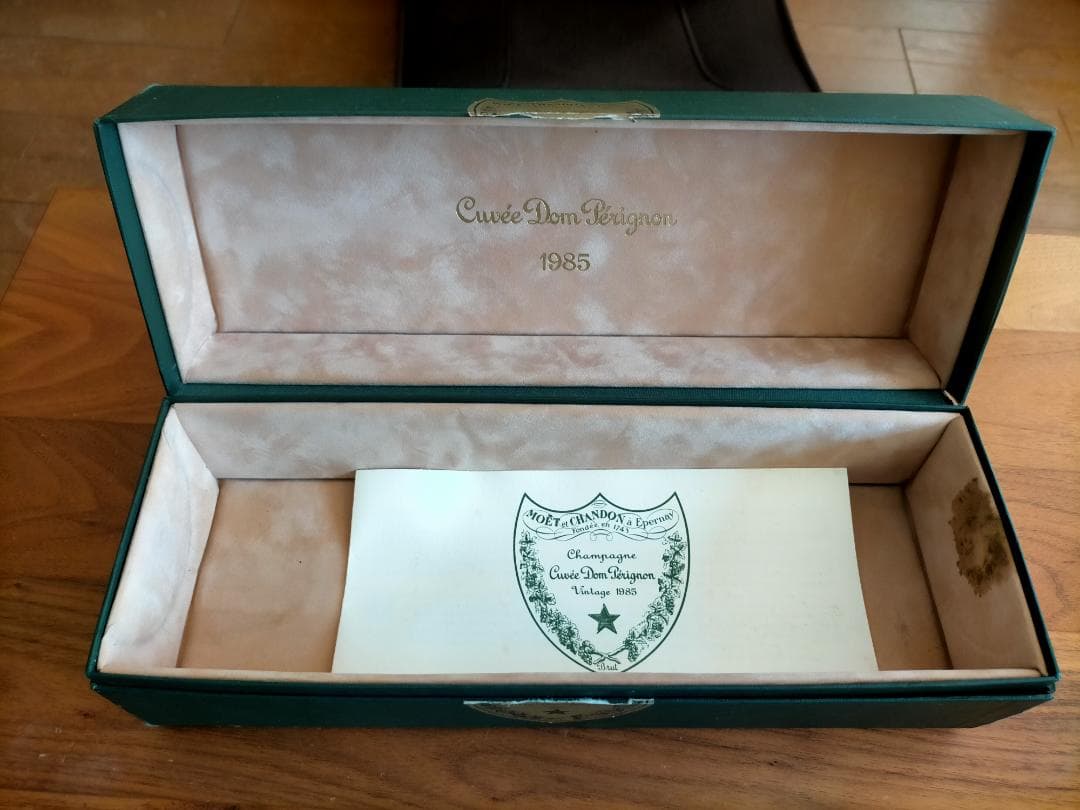 Cuvée Dom Pérignon
1985
MOËT et CHANDON à Epernay
Fondée en 1743
Champagne
Cuvée Dom Pérignon
Vintage 1985
Brut